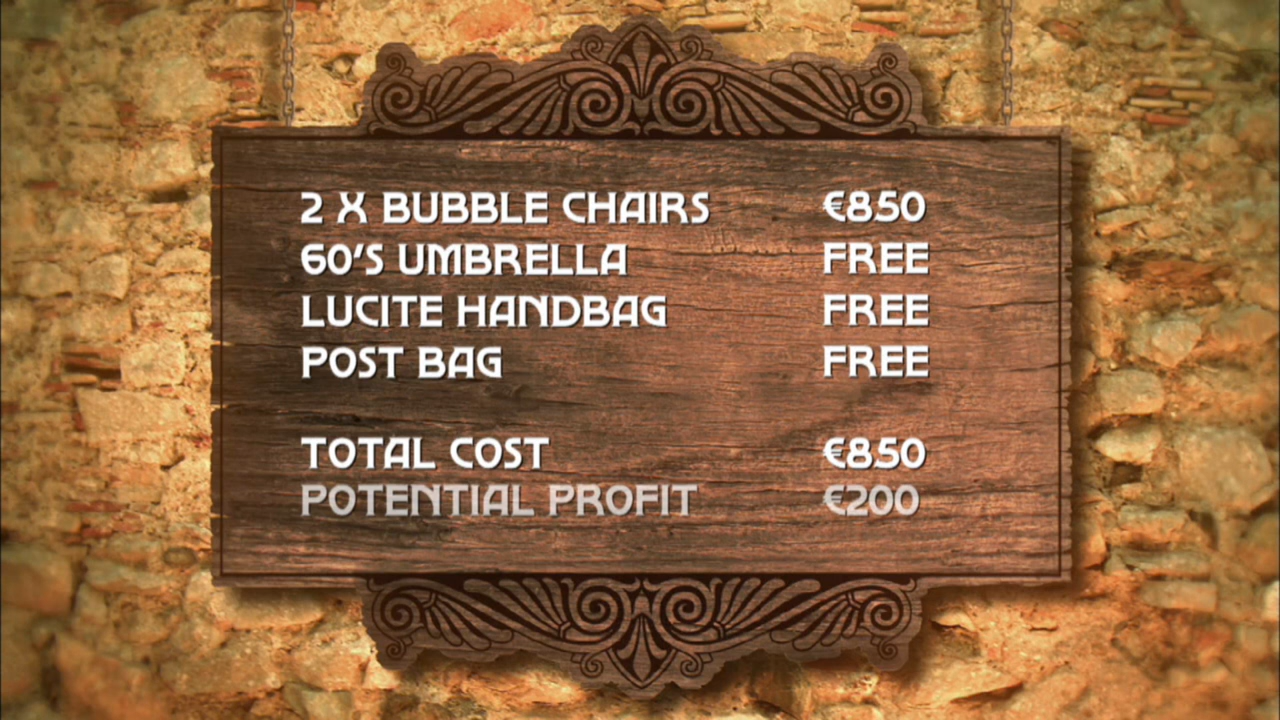 2 X BUBBLE CHAIRS €850
60'S UMBRELLA FREE
LUCITE HANDBAG FREE
POST BAG FREE
TOTAL COST €850
POTENTIAL PROFIT €200